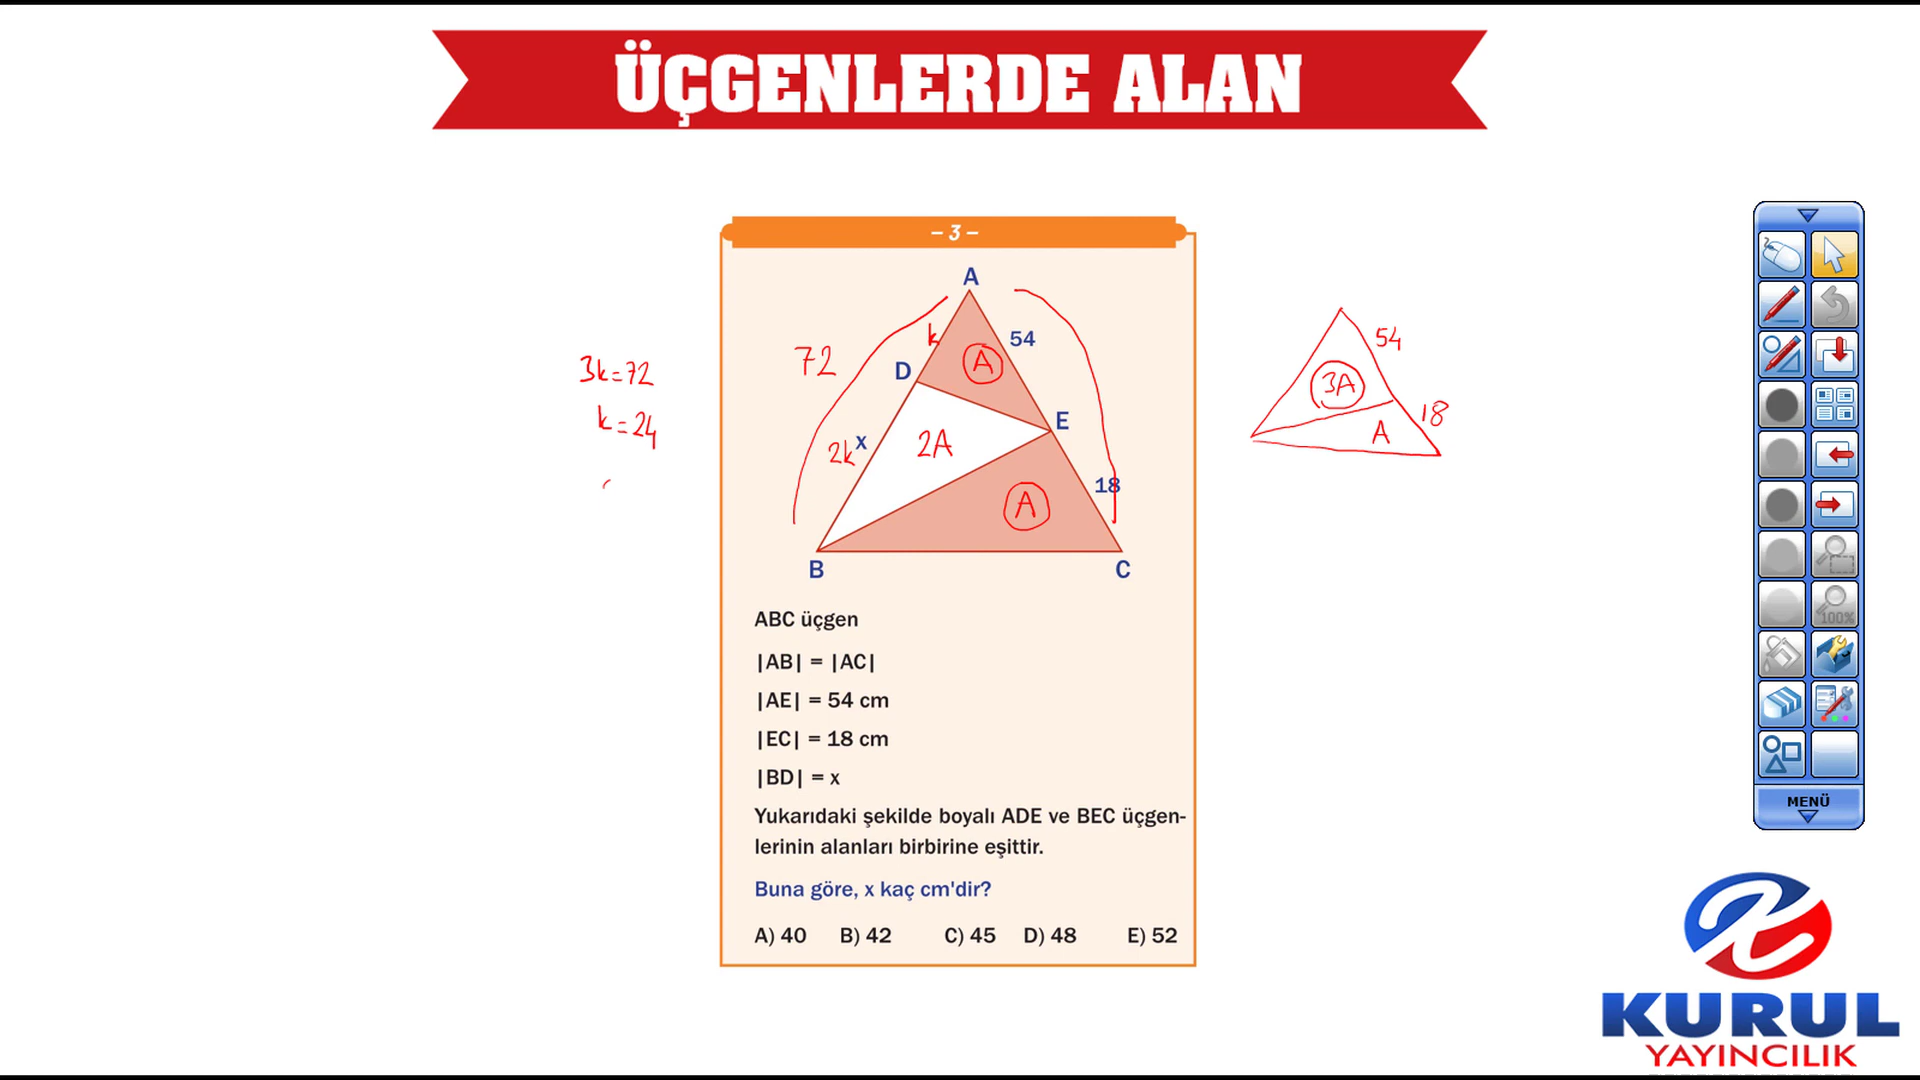 ÜÇGENLERDE ALAN
– 3 –
A
54
k
72
A
D
E
x
2k
2A
18
A
B
C
3k=72
k=24
54
3A
18
A
ABC üçgen
|AB| = |AC|
|AE| = 54 cm
|EC| = 18 cm
|BD| = x
Yukarıdaki şekilde boyalı ADE ve BEC üçgen-
lerinin alanları birbirine eşittir.
Buna göre, x kaç cm'dir?
A) 40 B) 42 C) 45 D) 48 E) 52
100%
MENÜ
KURUL
YAYINCILIK